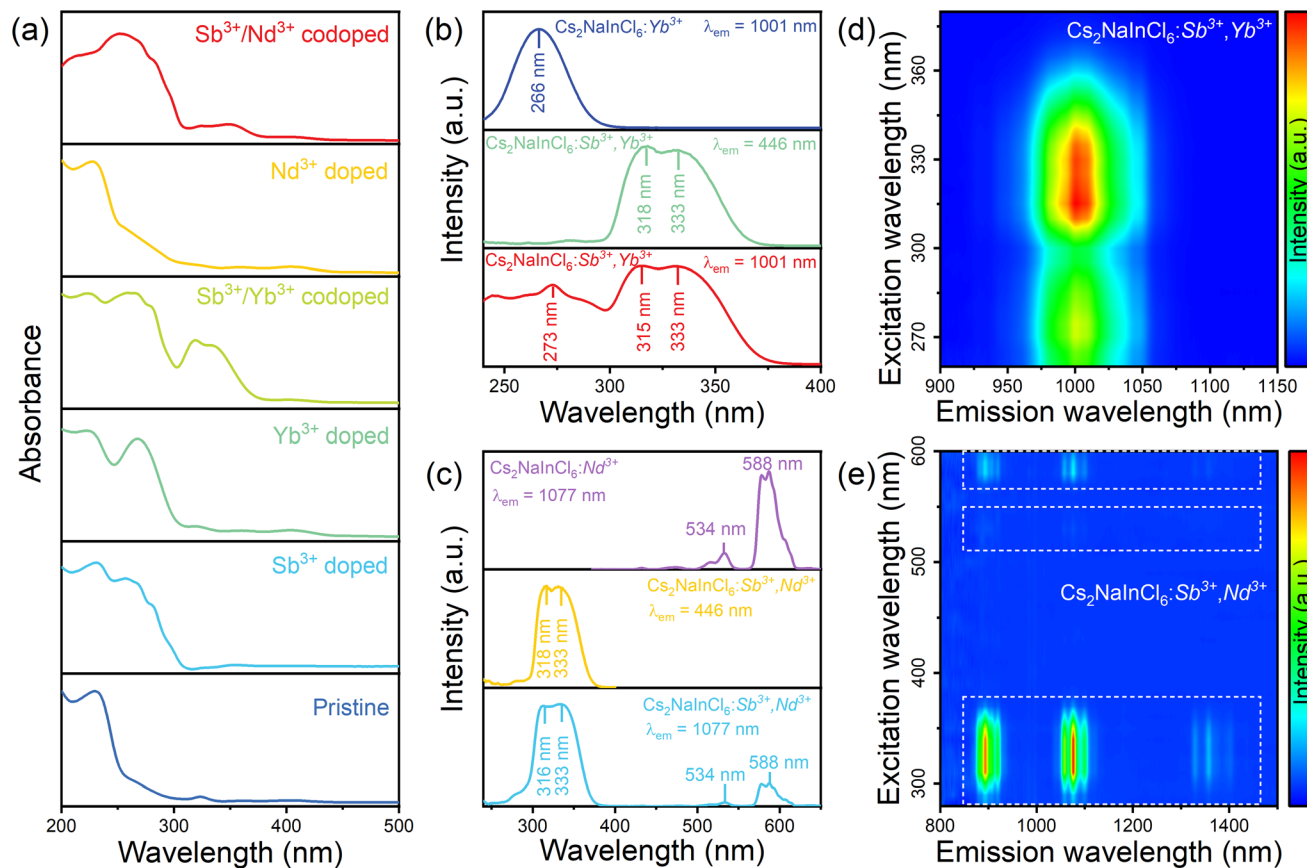 (a)
Absorbance
Sb³⁺/Nd³⁺ codoped
Nd³⁺ doped
Sb³⁺/Yb³⁺ codoped
Yb³⁺ doped
Sb³⁺ doped
Pristine
200 300 400 500
Wavelength (nm)
(b)
Intensity (a.u.)
Cs₂NaInCl₆:Yb³⁺ λₑₘ = 1001 nm
266 nm
Cs₂NaInCl₆:Sb³⁺,Yb³⁺ λₑₘ = 446 nm
318 nm
333 nm
Cs₂NaInCl₆:Sb³⁺,Yb³⁺ λₑₘ = 1001 nm
273 nm
315 nm
333 nm
250 300 350 400
Wavelength (nm)
(c)
Intensity (a.u.)
Cs₂NaInCl₆:Nd³⁺
λₑₘ = 1077 nm
534 nm
588 nm
Cs₂NaInCl₆:Sb³⁺,Nd³⁺
λₑₘ = 446 nm
318 nm
333 nm
Cs₂NaInCl₆:Sb³⁺,Nd³⁺
λₑₘ = 1077 nm
316 nm
333 nm
534 nm
588 nm
300 400 500 600
Wavelength (nm)
(d)
Excitation wavelength (nm)
360
330
300
270
Cs₂NaInCl₆:Sb³⁺,Yb³⁺
Intensity (a.u.)
900 950 1000 1050 1100 1150
Emission wavelength (nm)
(e)
Excitation wavelength (nm)
600
500
400
300
Cs₂NaInCl₆:Sb³⁺,Nd³⁺
Intensity (a.u.)
800 1000 1200 1400
Emission wavelength (nm)